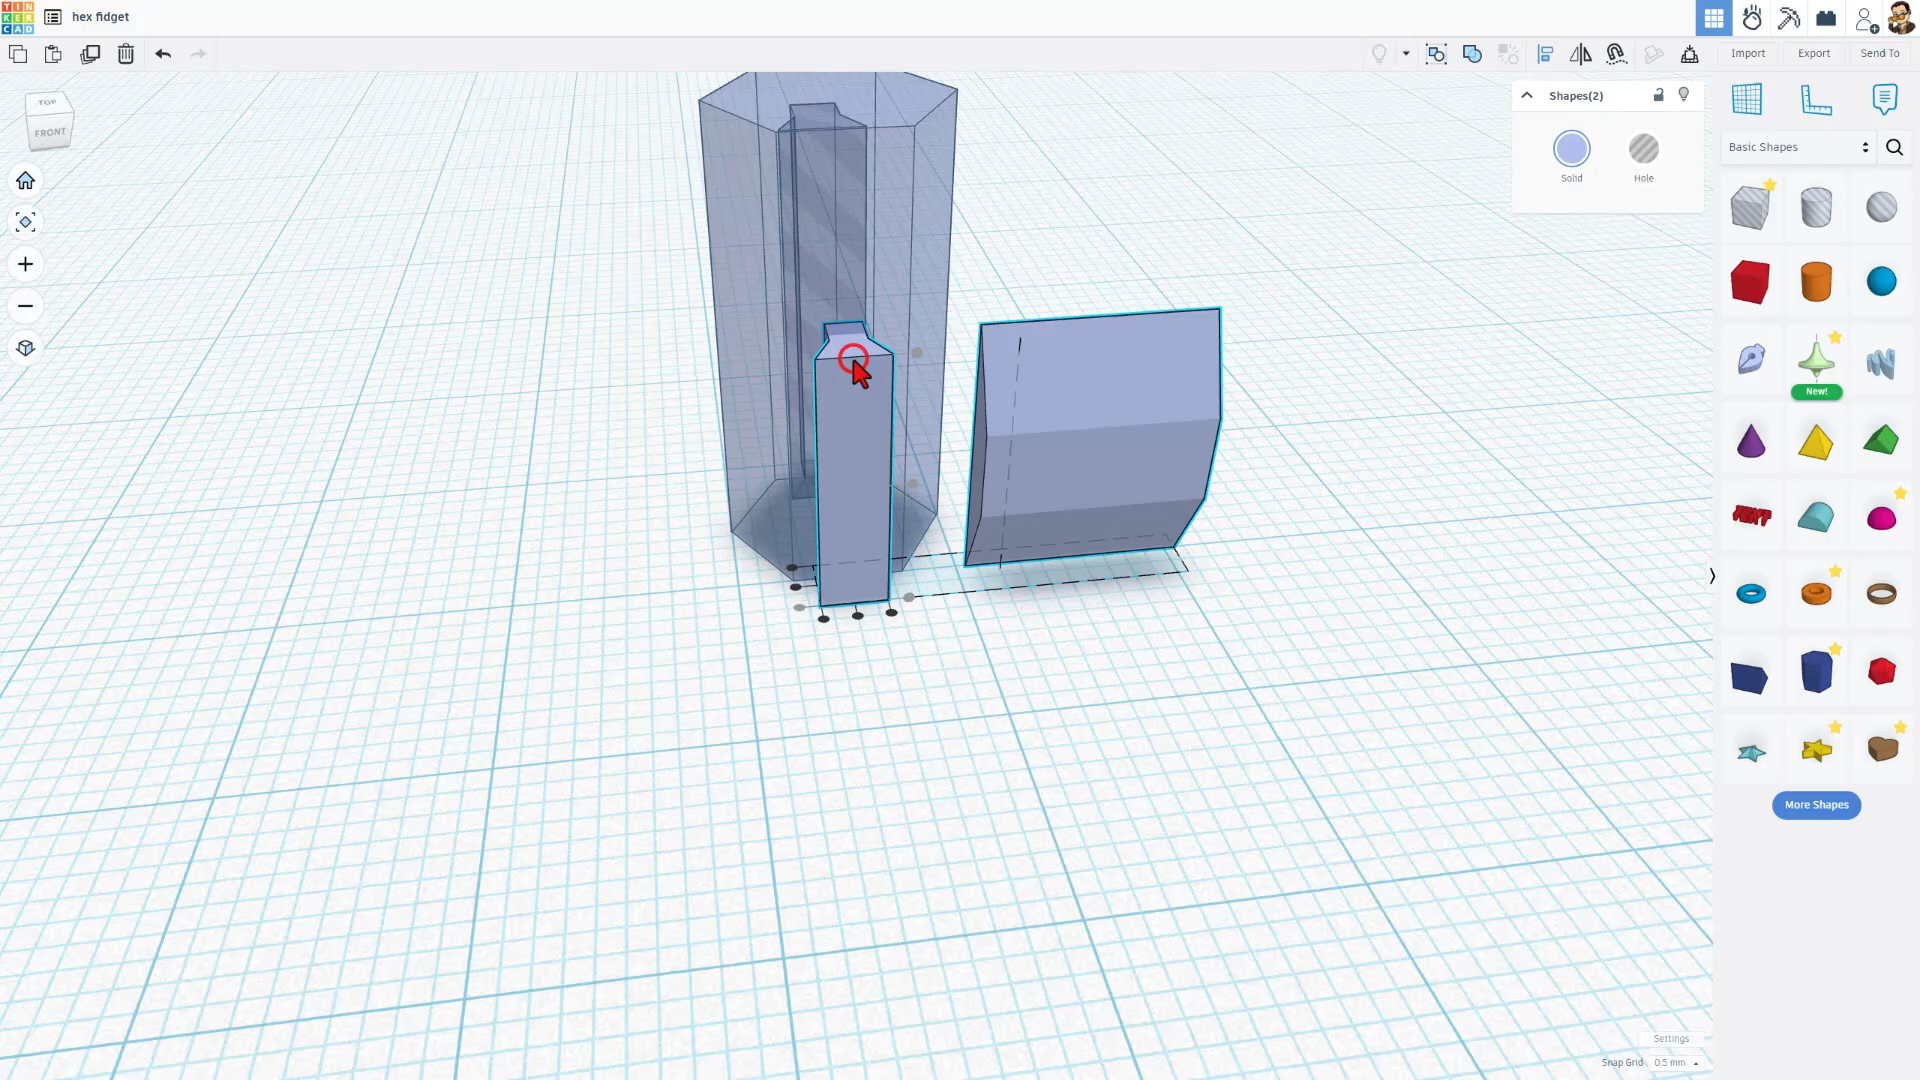 TIN
KER
CAD
hex fidget
Import
Export
Send To
TOP
FRONT
Shapes(2)
Solid
Hole
Basic Shapes
New!
TEXT
More Shapes
Settings
Snap Grid 0.5 mm